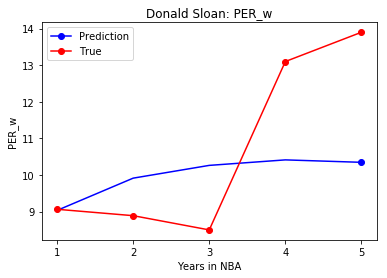 Donald Sloan: PER_w
Prediction
True
14
13
12
11
10
9
PER_w
1
2
3
4
5
Years in NBA